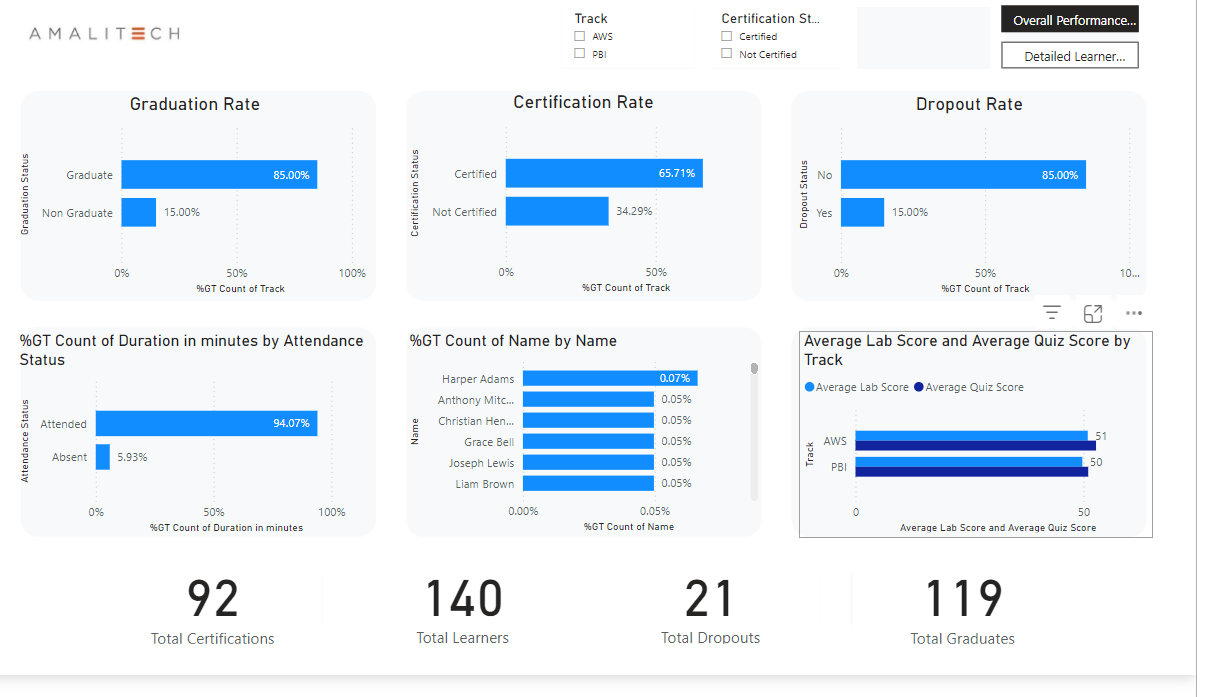 AMALITECH
Track
AWS
PBI
Certification St...
Certified
Not Certified
Overall Performance...
Detailed Learner...
Graduation Rate
Graduation Status
Graduate
85.00%
Non Graduate
15.00%
0%
50%
100%
%GT Count of Track
Certification Rate
Certification Status
Certified
65.71%
Not Certified
34.29%
0%
50%
%GT Count of Track
Dropout Rate
Dropout Status
No
85.00%
Yes
15.00%
0%
50%
10...
%GT Count of Track
%GT Count of Duration in minutes by Attendance
Status
Attendance Status
Attended
94.07%
Absent
5.93%
0%
50%
100%
%GT Count of Duration in minutes
%GT Count of Name by Name
Name
Harper Adams
0.07%
Anthony Mitc...
0.05%
Christian Hen...
0.05%
Grace Bell
0.05%
Joseph Lewis
0.05%
Liam Brown
0.05%
0.00%
0.05%
%GT Count of Name
Average Lab Score and Average Quiz Score by
Track
Average Lab Score
Average Quiz Score
Track
AWS
51
PBI
50
0
50
Average Lab Score and Average Quiz Score
92
Total Certifications
140
Total Learners
21
Total Dropouts
119
Total Graduates